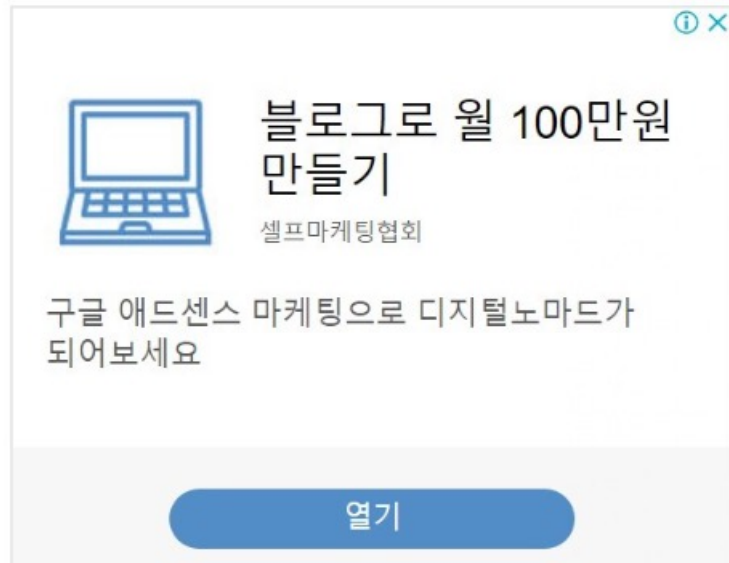 블로그로 월 100만원
만들기
셀프마케팅협회
구글 애드센스 마케팅으로 디지털노마드가
되어보세요
열기